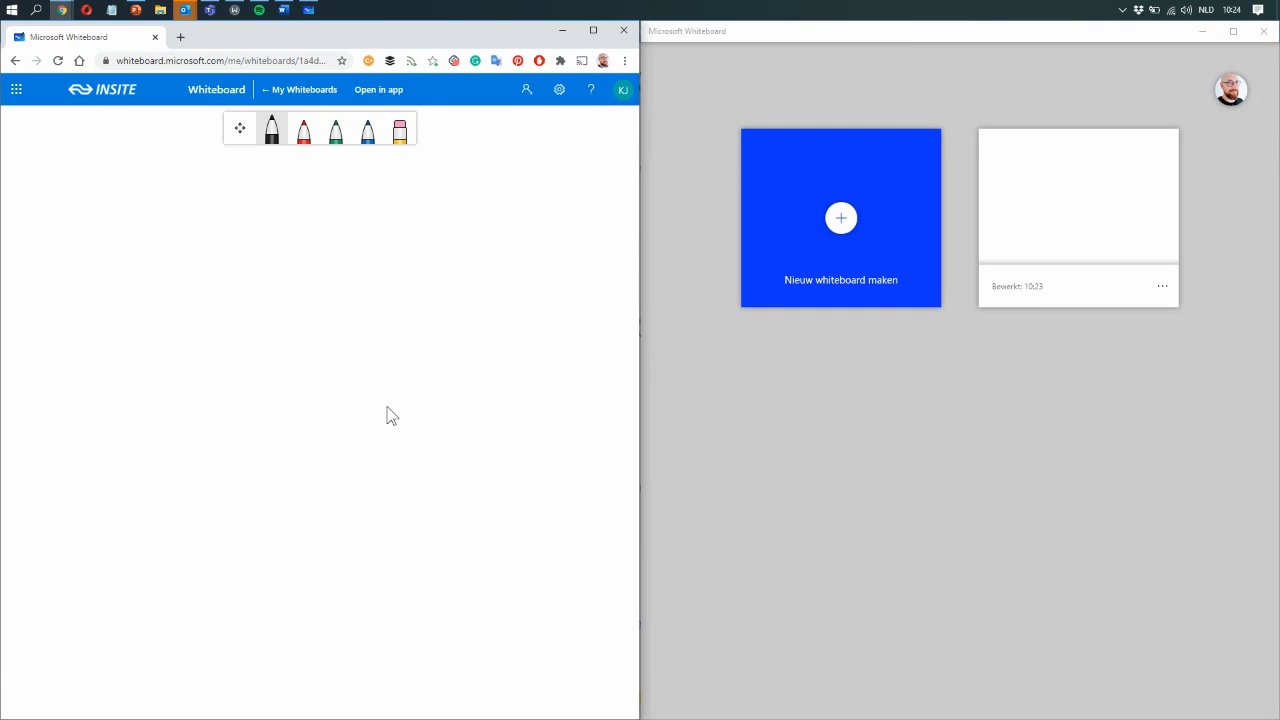 NLD 10:24
Microsoft Whiteboard
whiteboard.microsoft.com/me/whiteboards/1a4d...
INSITE
Whiteboard
← My Whiteboards
Open in app
?
KJ
Microsoft Whiteboard
Nieuw whiteboard maken
Bewerkt: 10:23